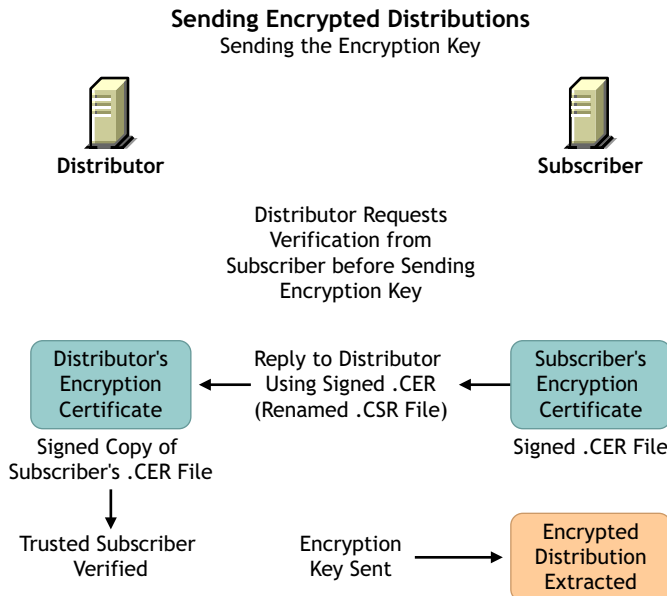 Sending Encrypted Distributions
Sending the Encryption Key
Distributor
Subscriber
Distributor Requests
Verification from
Subscriber before Sending
Encryption Key
Distributor's
Encryption
Certificate
Reply to Distributor
Using Signed .CER
(Renamed .CSR File)
Subscriber's
Encryption
Certificate
Signed Copy of
Subscriber's .CER File
Signed .CER File
Trusted Subscriber
Verified
Encryption
Key Sent
Encrypted
Distribution
Extracted